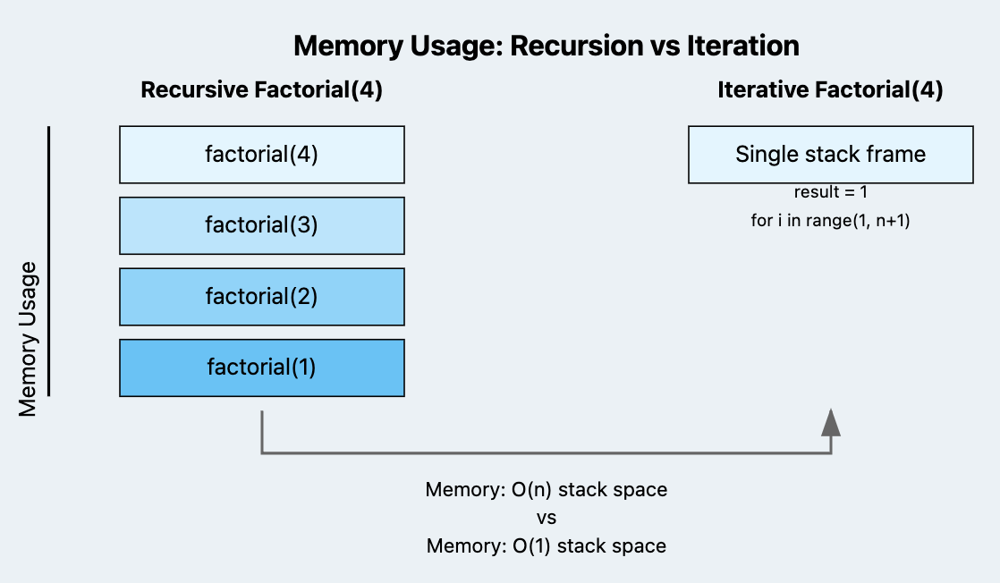 Memory Usage: Recursion vs Iteration
Recursive Factorial(4)
Iterative Factorial(4)
Memory Usage
factorial(4)
factorial(3)
factorial(2)
factorial(1)
Single stack frame
result = 1
for i in range(1, n+1)
Memory: O(n) stack space
vs
Memory: O(1) stack space